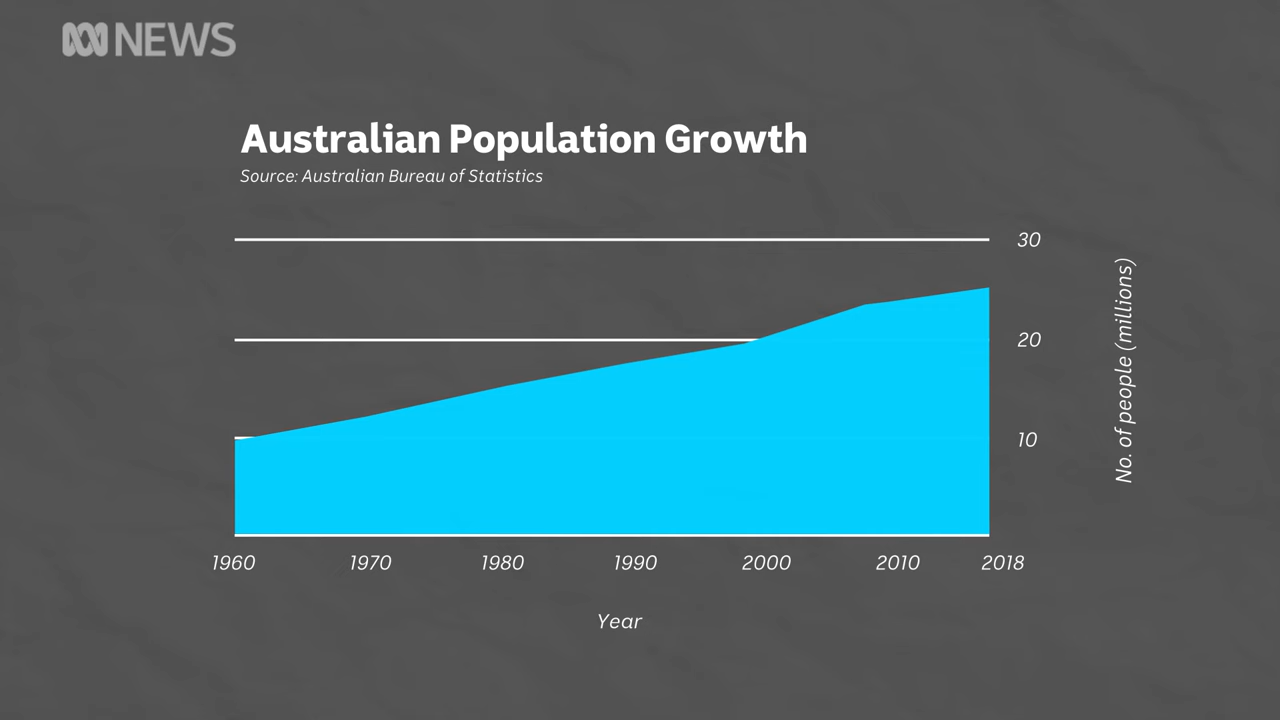 NEWS
Australian Population Growth
Source: Australian Bureau of Statistics
30
20
10
No. of people (millions)
1960 1970 1980 1990 2000 2010 2018
Year